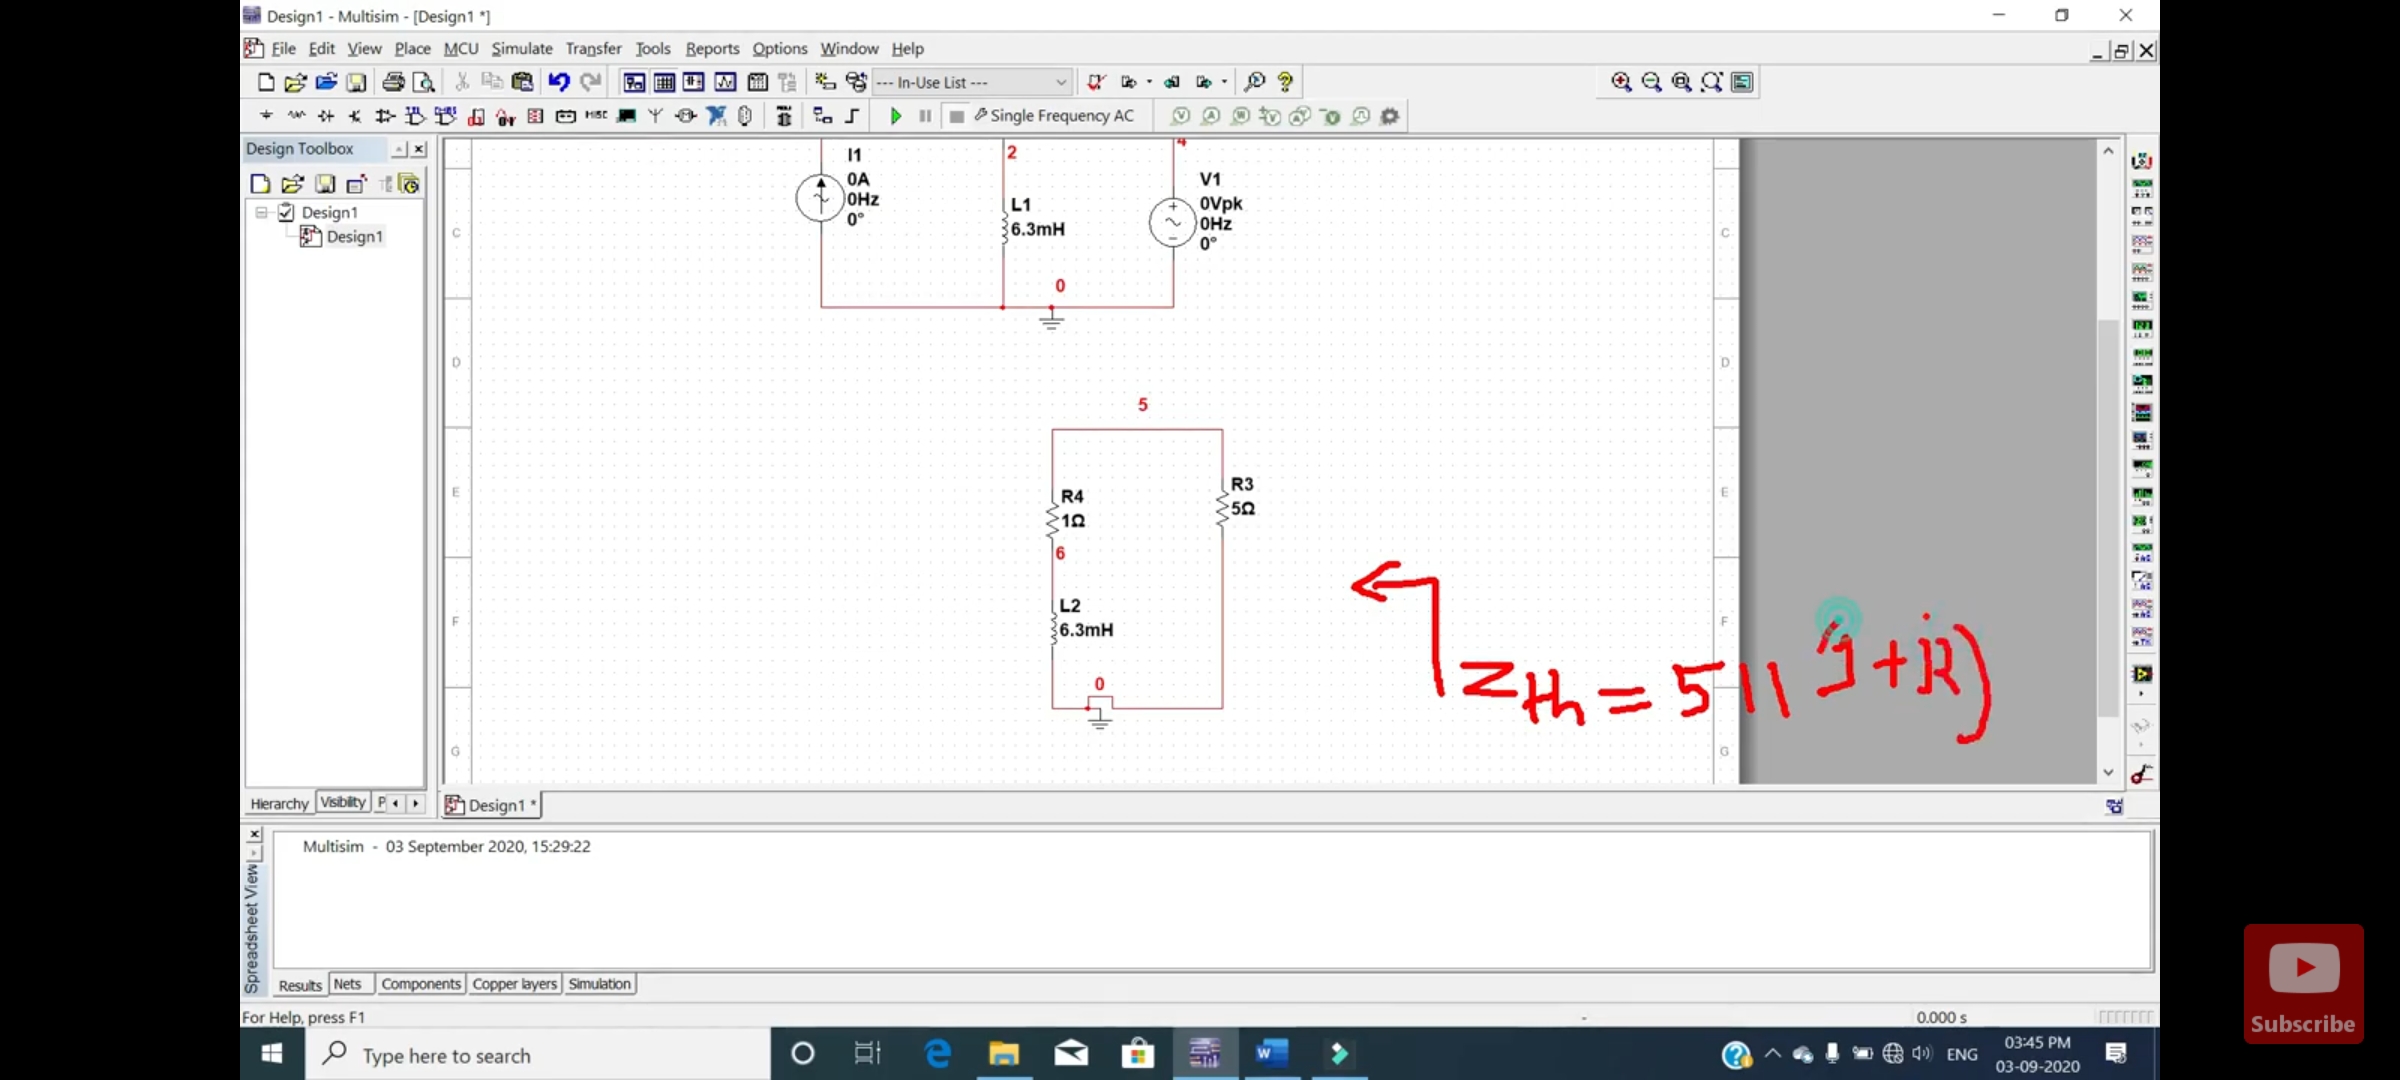 Design1 - Multisim - [Design1 *]
File Edit View Place MCU Simulate Transfer Tools Reports Options Window Help
--- In-Use List ---
MISC
Single Frequency AC
Design Toolbox
Design1
Design1
I1
0A
0Hz
0°
2
L1
6.3mH
4
V1
0Vpk
0Hz
0°
0
C
C
D
D
5
E
E
R4
1Ω
R3
5Ω
6
F
F
L2
6.3mH
0
Zth = 5 ||
G
G
Hierarchy Visibility P
Design1 *
Spreadsheet View
Multisim - 03 September 2020, 15:29:22
Results Nets Components Copper layers Simulation
For Help, press F1
0.000 s
Type here to search
ENG
03:45 PM
03-09-2020
Subscribe